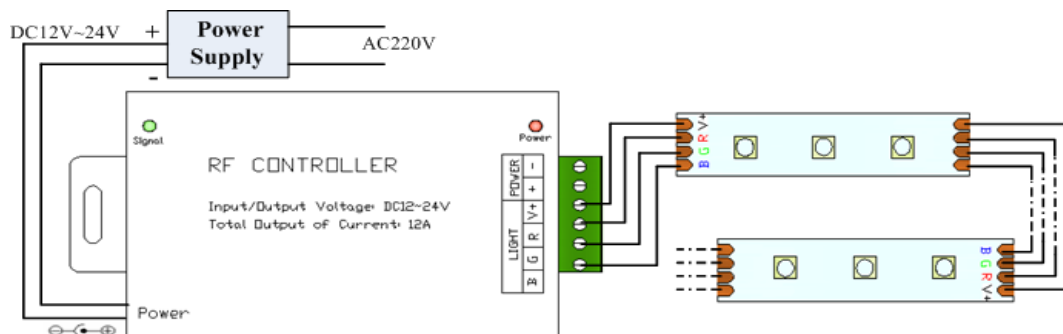 DC12V~24V
+
-
Power
Supply
AC220V
Signal
Power
RF CONTROLLER
Input/Output Voltage: DC12~24V
Total Output of Current: 12A
POWER
-
+
LIGHT
V+
R
G
B
Power
V+
R
G
B
B
G
R
V+